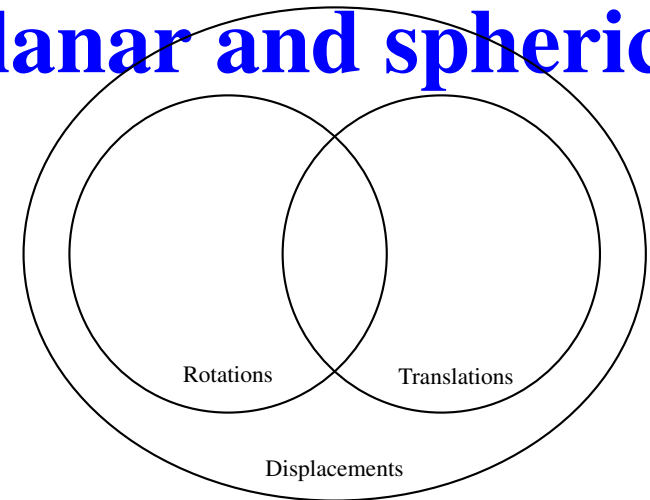 lanar and spheric
Rotations
Translations
Displacements